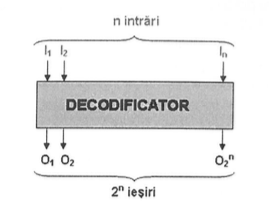 n intrări
I₁ I₂ Iₙ
DECODIFICATOR
O₁ O₂ O₂ⁿ
2ⁿ ieşiri